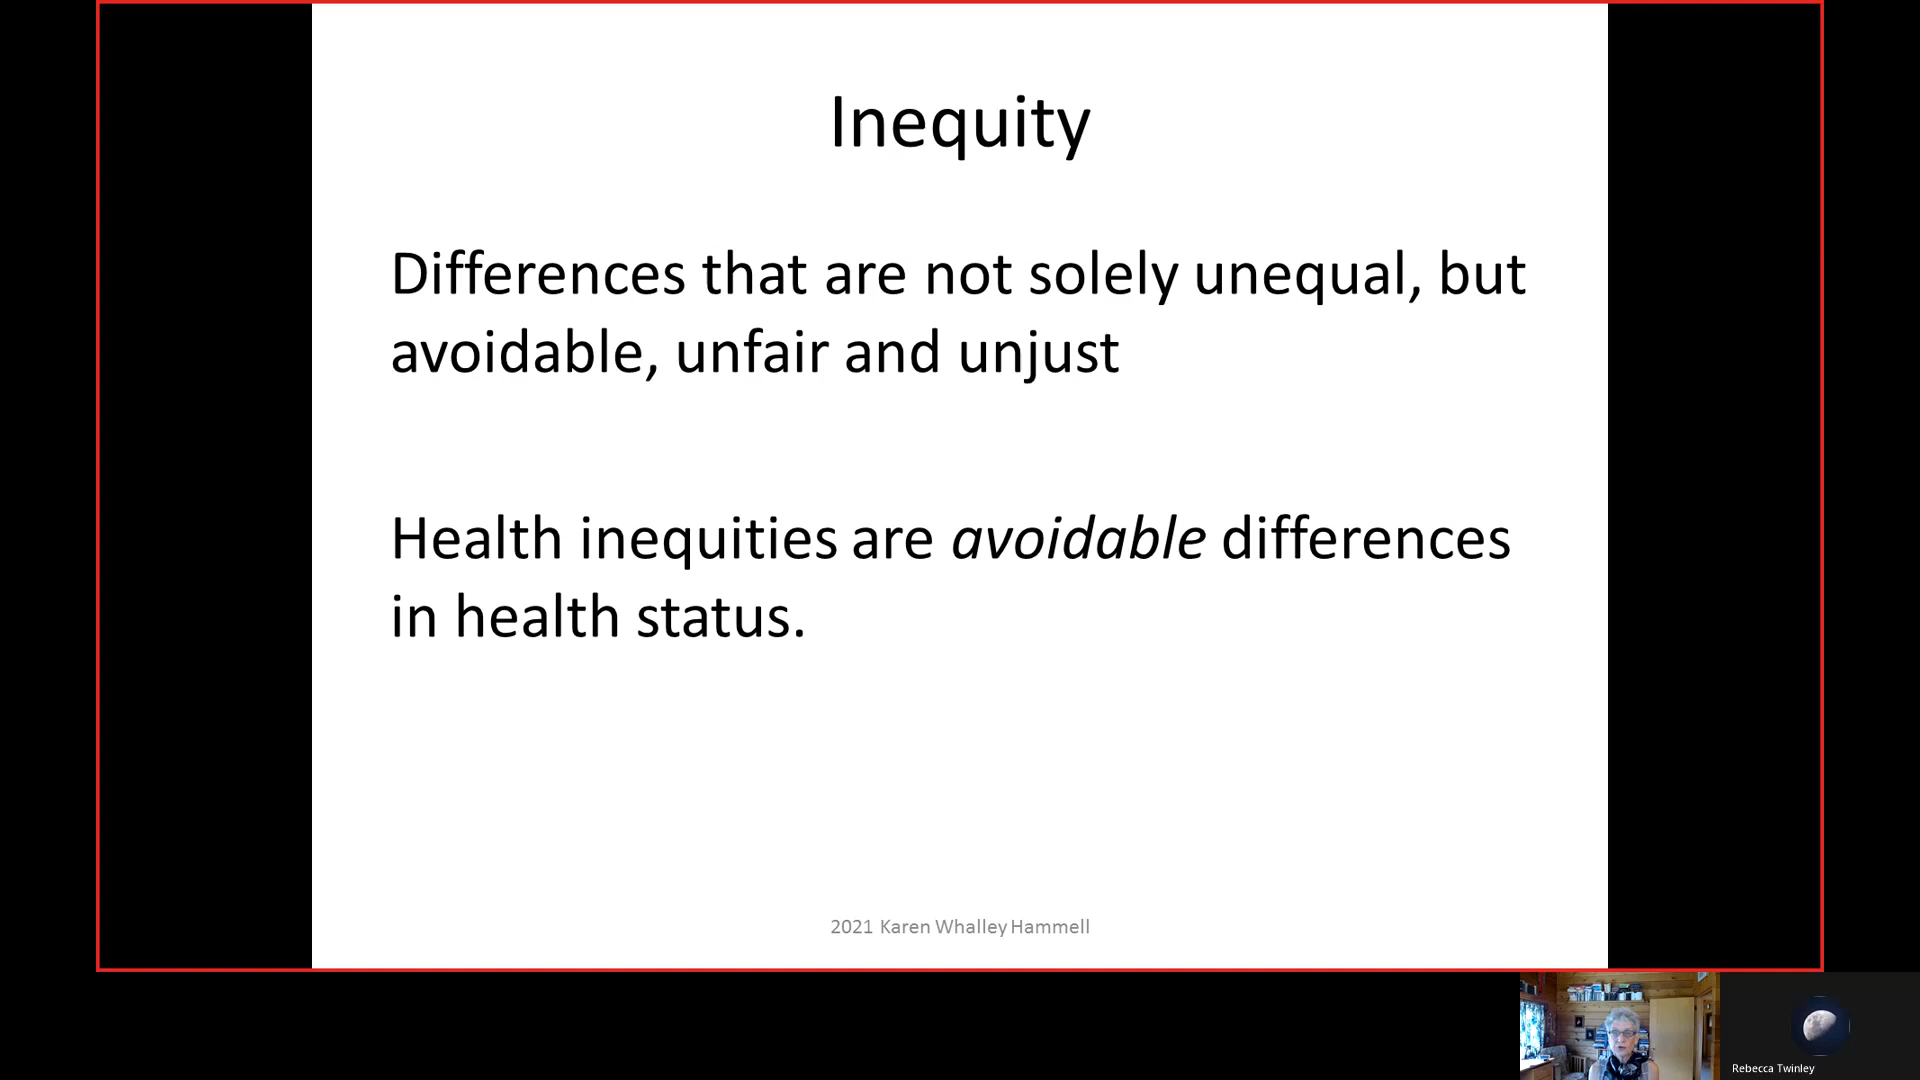 Inequity
Differences that are not solely unequal, but
avoidable, unfair and unjust
Health inequities are avoidable differences
in health status.
2021 Karen Whalley Hammell
Rebecca Twinley